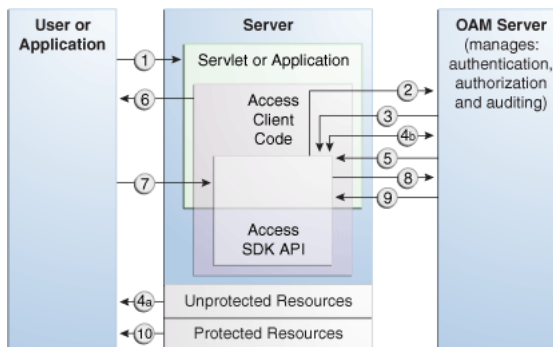 User or
Application
Server
OAM Server
(manages:
authentication,
authorization
and auditing)
Servlet or Application
Access
Client
Code
Access
SDK API
Unprotected Resources
Protected Resources
1
6
7
4a
10
2
3
4b
5
8
9